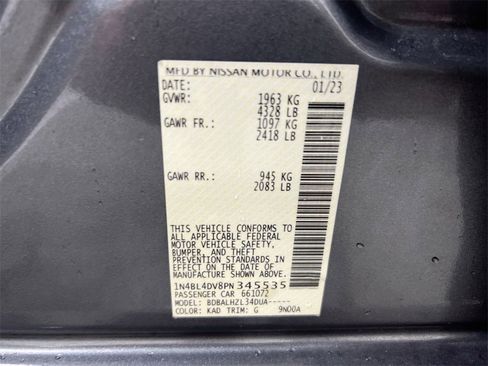 MFD BY NISSAN MOTOR CO., LTD.
DATE: 01/23
GVWR: 1963 KG
4328 LB
GAWR FR.: 1097 KG
2418 LB
GAWR RR.: 945 KG
2083 LB
THIS VEHICLE CONFORMS TO
ALL APPLICABLE FEDERAL
MOTOR VEHICLE SAFETY,
BUMPER, AND THEFT
PREVENTION STANDARDS IN
EFFECT ON THE DATE OF
MANUFACTURE SHOWN ABOVE.
1N4BL4DV8PN345535
PASSENGER CAR 661072
MODEL: BDBALHZL34DUA-----
COLOR: KAD TRIM: G 9N00A